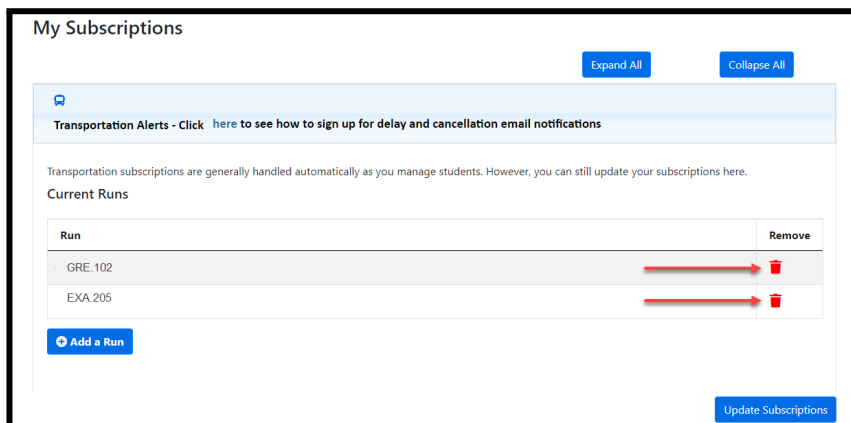 My Subscriptions
Expand All
Collapse All
Transportation Alerts - Click here to see how to sign up for delay and cancellation email notifications
Transportation subscriptions are generally handled automatically as you manage students. However, you can still update your subscriptions here.
Current Runs
Run Remove
GRE.102
EXA.205
Add a Run
Update Subscriptions